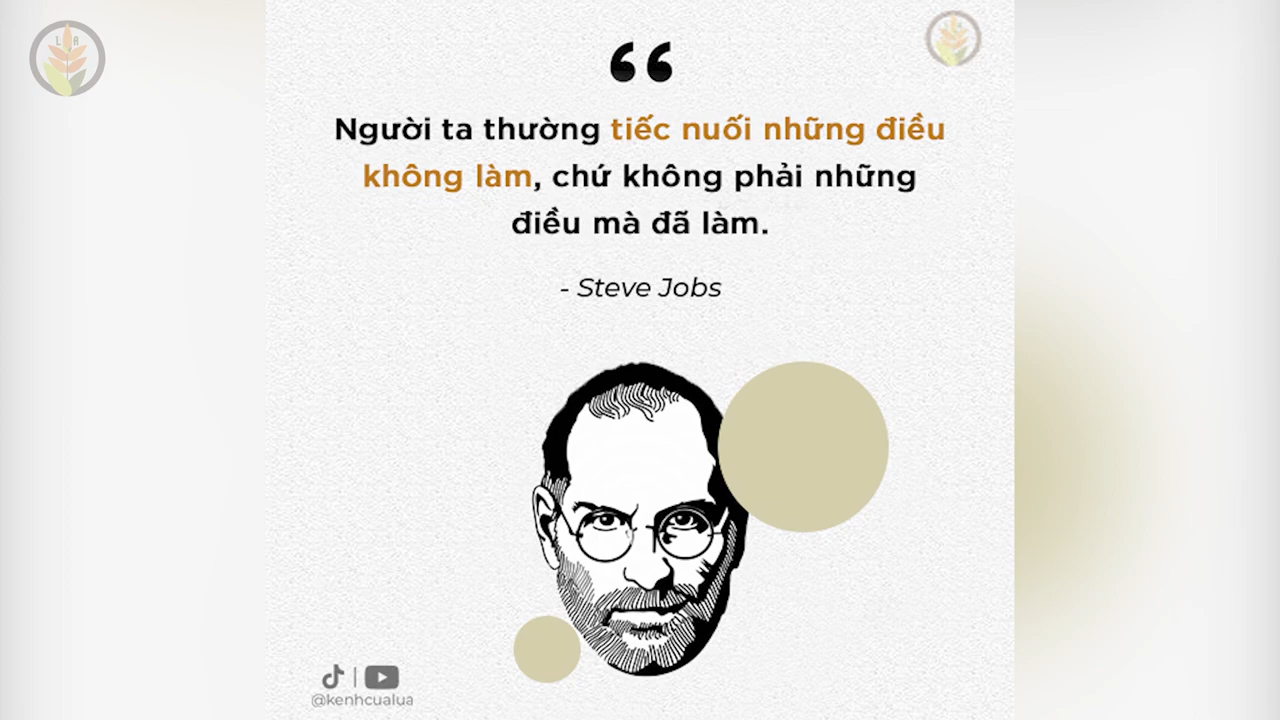 L A
“
Người ta thường tiếc nuối những điều
không làm, chứ không phải những
điều mà đã làm.
- Steve Jobs
@kenhcualua